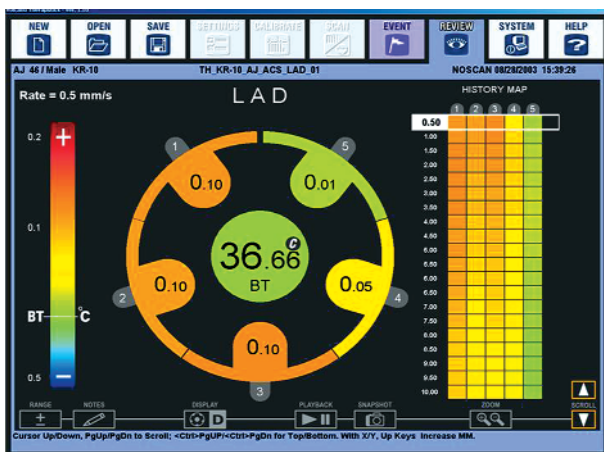 NEW OPEN SAVE SETTINGS CALIBRATE SCAN EVENT REVIEW SYSTEM HELP
AJ 46 / Male KR-10 TH_KR-10_AJ_ACS_LAD_01 NOSCAN 08/28/2003 15:39:26
Rate = 0.5 mm/s LAD HISTORY MAP
1 2 3 4 5
0.2 +
0.1
BT °C
0.5 −
1 0.10
5 0.01
36.66 C
BT
2 0.10
0.05 4
0.10
3
0.50
1.00
1.50
2.00
2.50
3.00
3.50
4.00
4.50
5.00
5.50
6.00
6.50
7.00
7.50
8.00
8.50
9.00
9.50
10.00
RANGE NOTES DISPLAY PLAYBACK SNAPSHOT ZOOM SCROLL
± D
Cursor Up/Down, PgUp/PgDn to Scroll; <Ctrl>PgUP/<Ctrl>PgDn for Top/Bottom. With X/Y, Up Keys Increase MM.